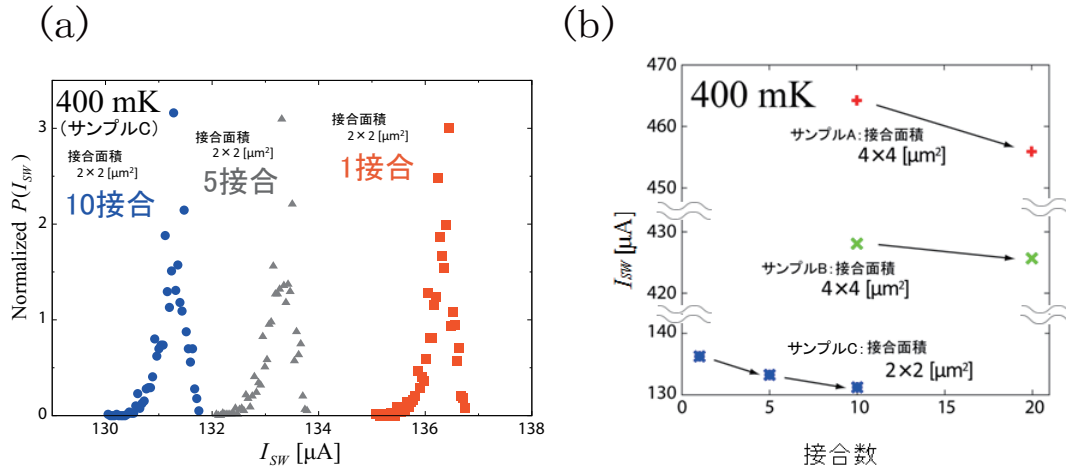 (a)
400 mK
(サンプルC)
接合面積
2×2 [μm²]
10接合
接合面積
2×2 [μm²]
5接合
接合面積
2×2 [μm²]
1接合
Normalized P(I_SW)
3
2
1
0
130
132
134
136
138
I_SW [μA]
(b)
400 mK
サンプルA:接合面積
4×4 [μm²]
サンプルB:接合面積
4×4 [μm²]
サンプルC:接合面積
2×2 [μm²]
I_SW [μA]
470
460
450
430
420
140
130
0
5
10
15
20
接合数